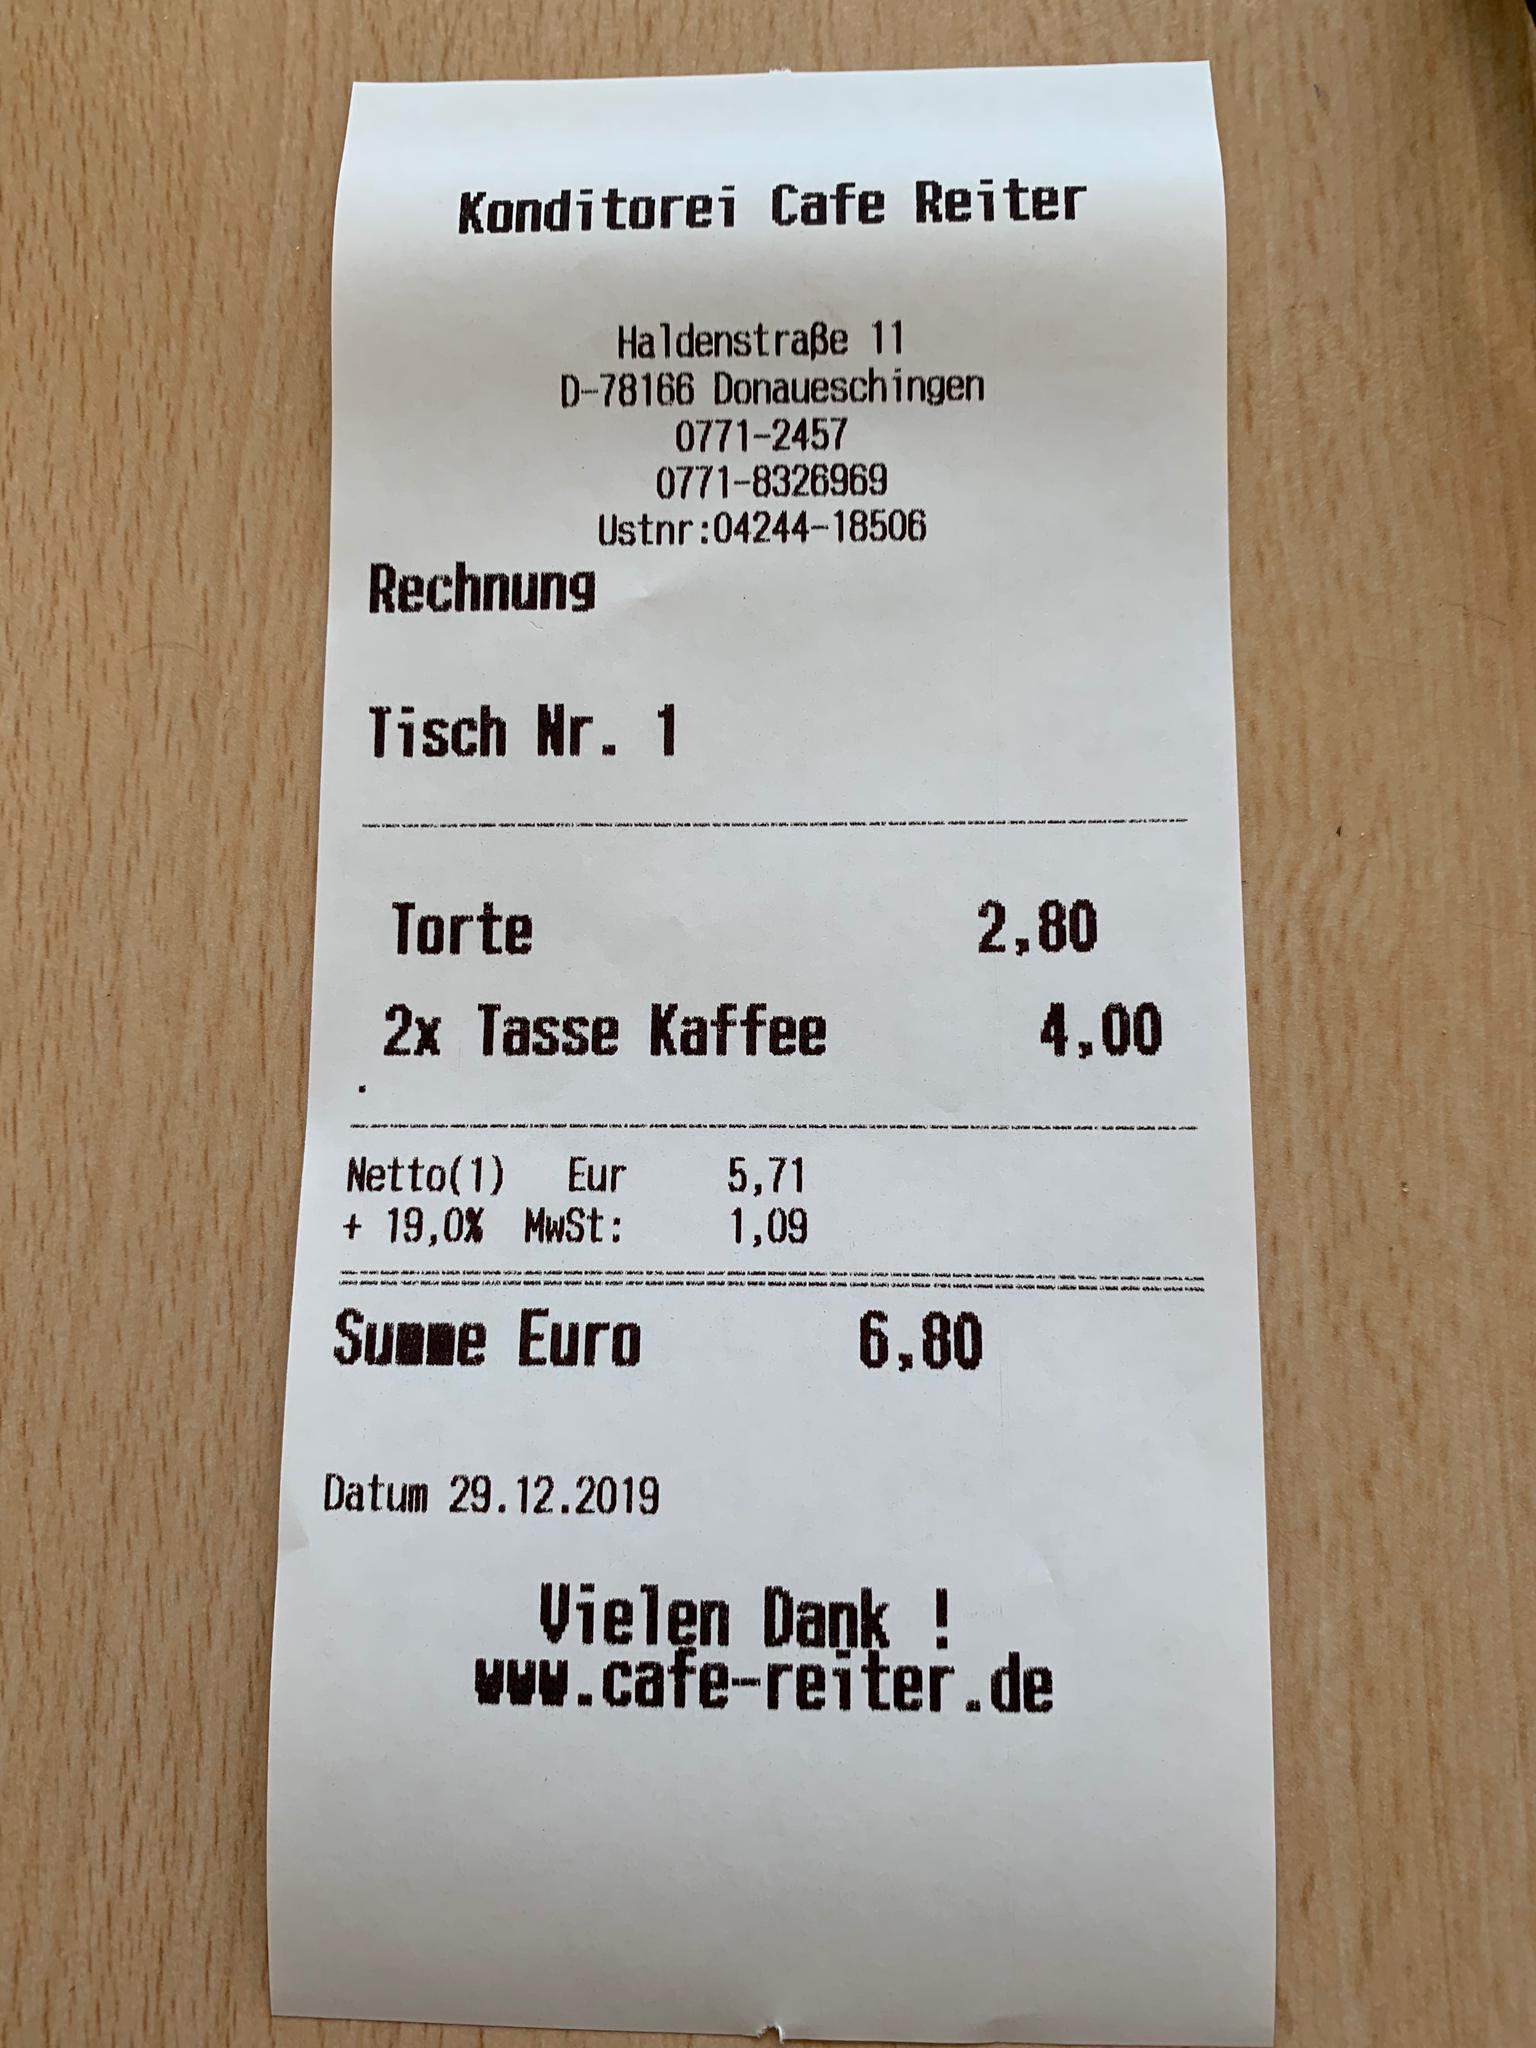 Konditorei Cafe Reiter
Haldenstraße 11
D-78166 Donaueschingen
0771-2457
0771-8326969
Ustnr:04244-18506
Rechnung
Tisch Nr. 1
Torte 2,80
2x Tasse Kaffee 4,00
.
Netto(1) Eur 5,71
+ 19,0% MwSt: 1,09
Summe Euro 6,80
Datum 29.12.2019
Vielen Dank !
www.cafe-reiter.de